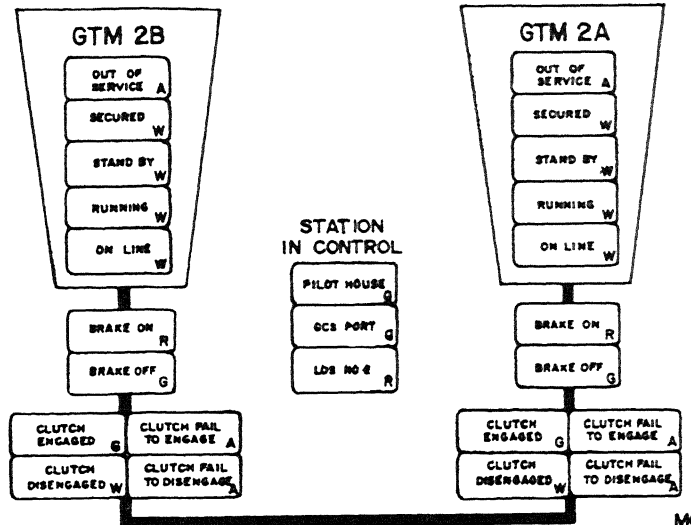 GTM 2B
OUT OF
SERVICE A
SECURED
W
STAND BY
W
RUNNING
W
ON LINE
W
BRAKE ON
R
BRAKE OFF
G
CLUTCH
ENGAGED G
CLUTCH FAIL
TO ENGAGE A
CLUTCH
DISENGAGED W
CLUTCH FAIL
TO DISENGAGE A
STATION
IN CONTROL
PILOT HOUSE
G
CCS PORT
G
LOS NO 2
R
GTM 2A
OUT OF
SERVICE A
SECURED
W
STAND BY
W
RUNNING
W
ON LINE
W
BRAKE ON
R
BRAKE OFF
G
CLUTCH
ENGAGED G
CLUTCH FAIL
TO ENGAGE A
CLUTCH
DISENGAGED W
CLUTCH FAIL
TO DISENGAGE A